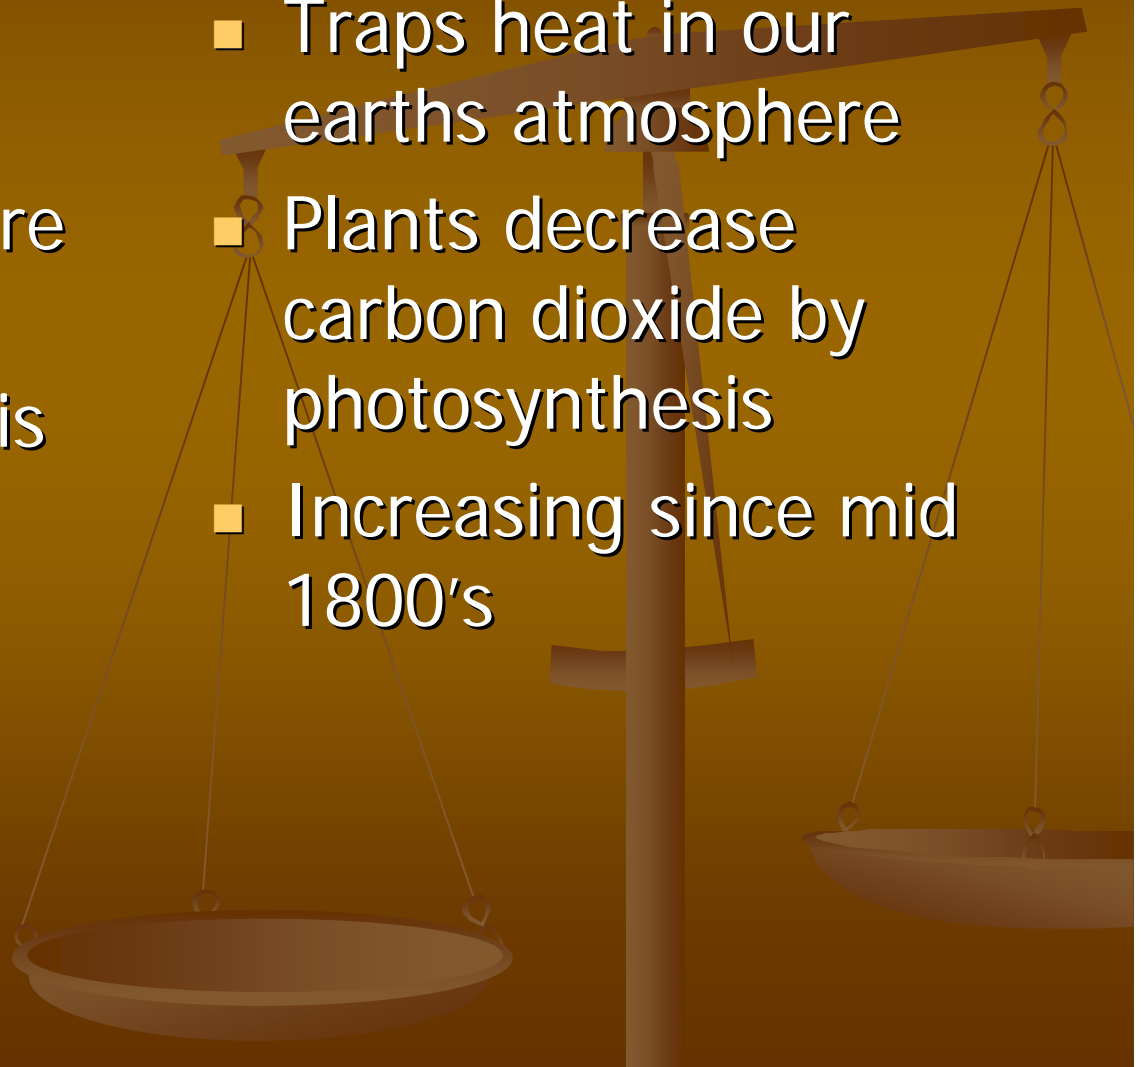 Traps heat in our
earths atmosphere
Plants decrease
carbon dioxide by
photosynthesis
Increasing since mid
1800's